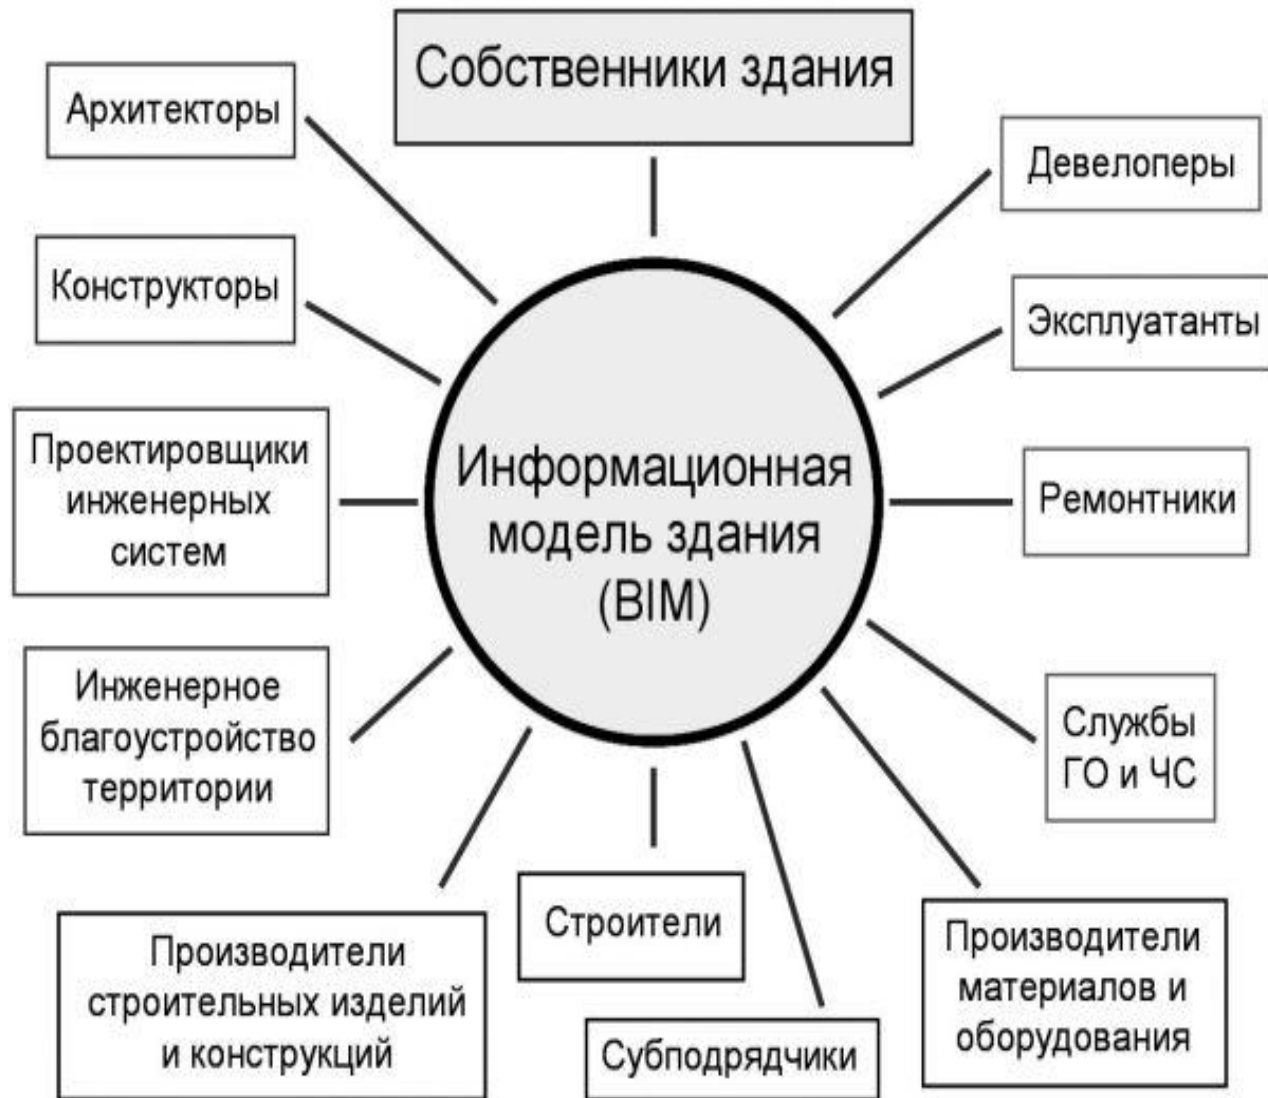 Собственники здания
Архитекторы
Девелоперы
Конструкторы
Эксплуатанты
Проектировщики
инженерных
систем
Информационная
модель здания
(BIM)
Ремонтники
Инженерное
благоустройство
территории
Службы
ГО и ЧС
Производители
строительных изделий
и конструкций
Строители
Субподрядчики
Производители
материалов и
оборудования